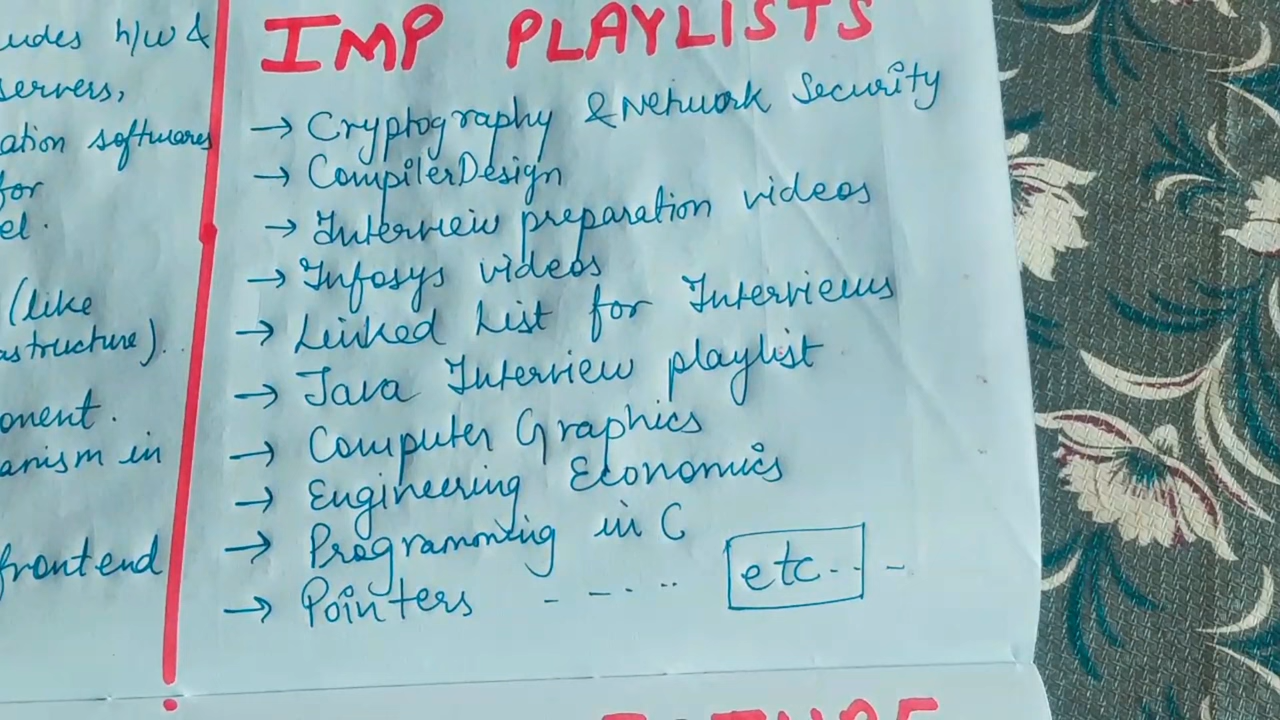 udes h/w &
servers,
ation softwares
for
el.
(like
astructure).
onent.
anism in
frontend
IMP PLAYLISTS
→ Cryptography & Network Security
→ CompilerDesign
→ Interview preparation videos
→ Infosys videos
→ Linked List for Interviews
→ Java Interview playlist
→ Computer Graphics
→ Engineering Economics
→ Programming in C
→ Pointers - - - - - etc.. -